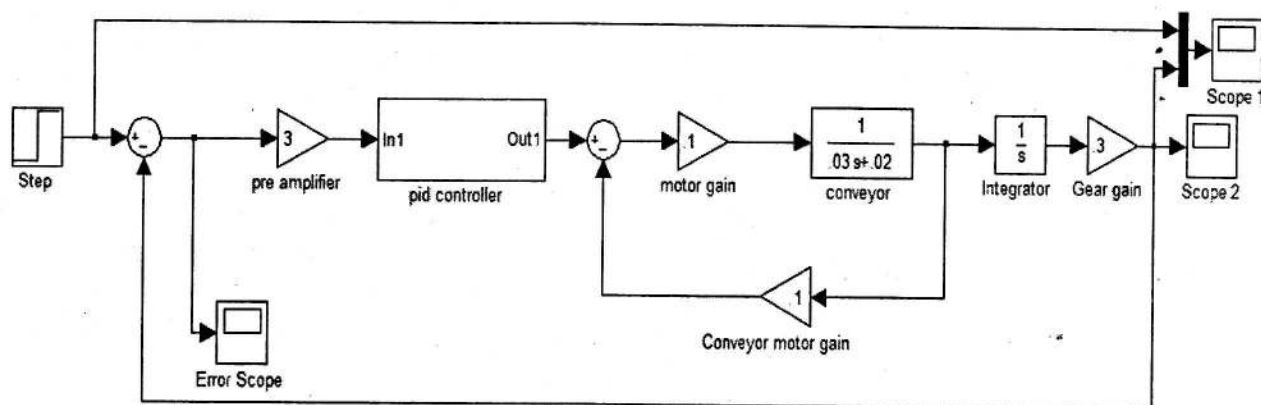 Scope 1
Step
+
-
3
pre amplifier
In1
Out1
pid controller
+
-
.1
motor gain
1
.03 s+.02
conveyor
1
s
Integrator
.3
Gear gain
Scope 2
.1
Conveyor motor gain
Error Scope